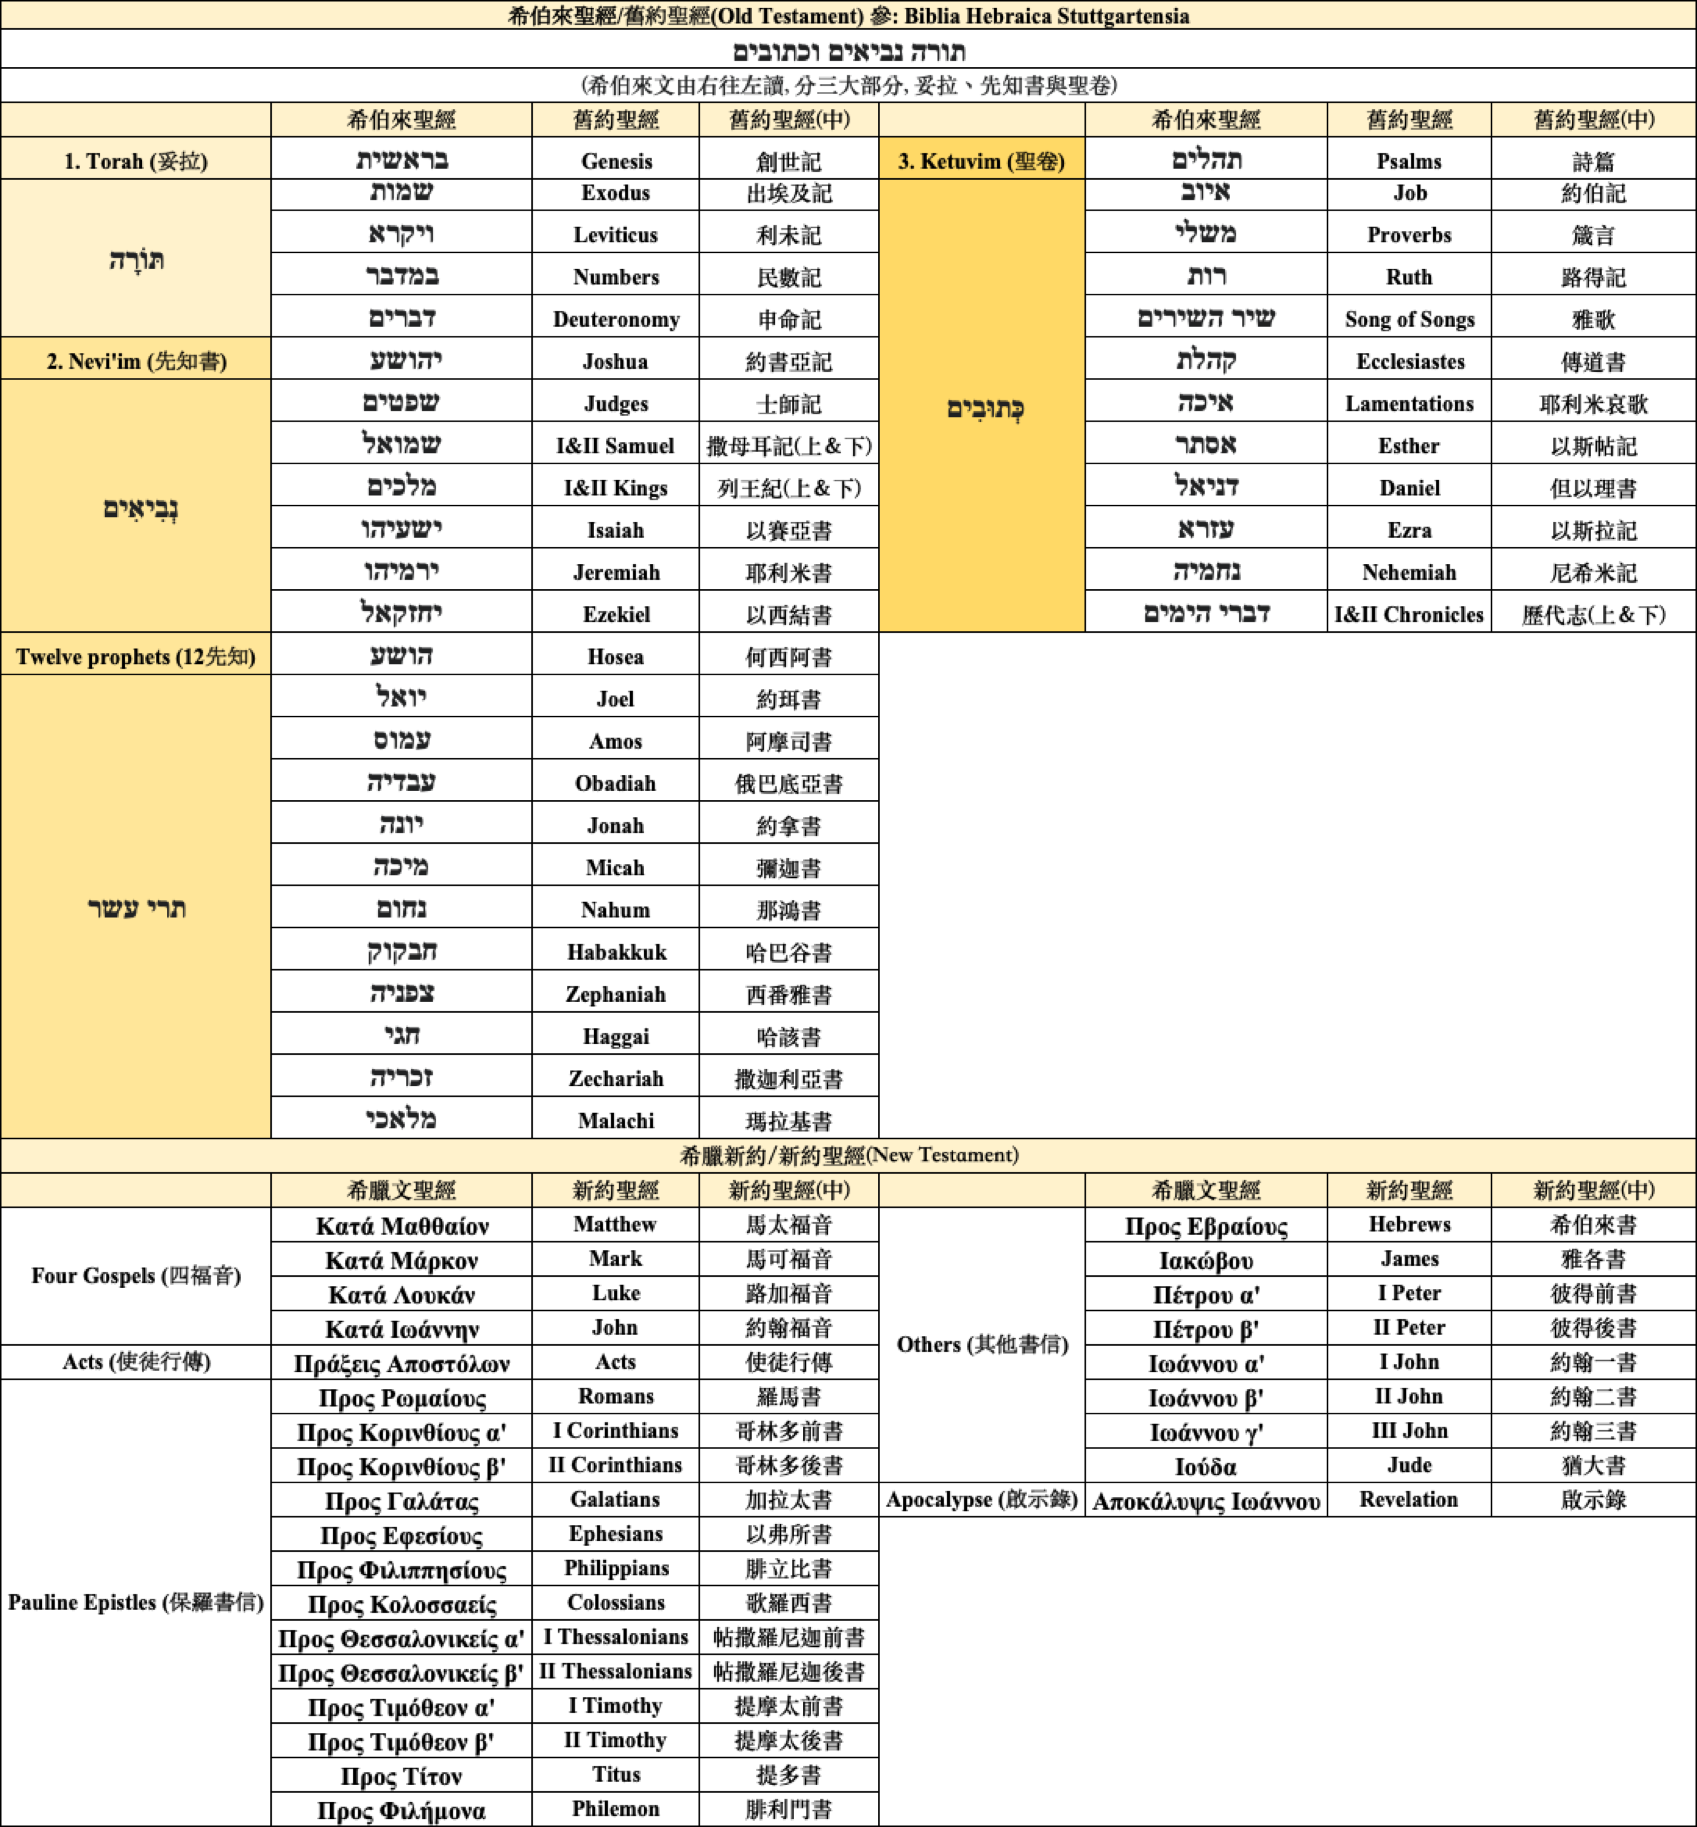 希伯來聖經/舊約聖經(Old Testament) 參: Biblia Hebraica Stuttgartensia
תורה נביאים וכתובים
(希伯來文由右往左讀, 分三大部分, 妥拉、先知書與聖卷)
希伯來聖經 舊約聖經 舊約聖經(中) 希伯來聖經 舊約聖經 舊約聖經(中)
1. Torah (妥拉) בראשית Genesis 創世記 3. Ketuvim (聖卷) תהלים Psalms 詩篇
שמות Exodus 出埃及記 איוב Job 約伯記
ויקרא Leviticus 利未記 משלי Proverbs 箴言
תּוֹרָה
במדבר Numbers 民數記 רות Ruth 路得記
דברים Deuteronomy 申命記 שיר השירים Song of Songs 雅歌
2. Nevi'im (先知書) יהושע Joshua 約書亞記 קהלת Ecclesiastes 傳道書
שפטים Judges 士師記 כְּתוּבִים איכה Lamentations 耶利米哀歌
שמואל I&II Samuel 撒母耳記(上＆下) אסתר Esther 以斯帖記
מלכים I&II Kings 列王紀(上＆下) דניאל Daniel 但以理書
נְבִיאִים
ישעיהו Isaiah 以賽亞書 עזרא Ezra 以斯拉記
ירמיהו Jeremiah 耶利米書 נחמיה Nehemiah 尼希米記
יחזקאל Ezekiel 以西結書 דברי הימים I&II Chronicles 歷代志(上＆下)
Twelve prophets (12先知) הושע Hosea 何西阿書
יואל Joel 約珥書
עמוס Amos 阿摩司書
עבדיה Obadiah 俄巴底亞書
יונה Jonah 約拿書
מיכה Micah 彌迦書
תרי עשר נחום Nahum 那鴻書
חבקוק Habakkuk 哈巴谷書
צפניה Zephaniah 西番雅書
חגי Haggai 哈該書
זכריה Zechariah 撒迦利亞書
מלאכי Malachi 瑪拉基書
希臘新約/新約聖經(New Testament)
希臘文聖經 新約聖經 新約聖經(中) 希臘文聖經 新約聖經 新約聖經(中)
Κατά Μαθθαίον Matthew 馬太福音 Προς Εβραίους Hebrews 希伯來書
Κατά Μάρκον Mark 馬可福音 Ιακώβου James 雅各書
Four Gospels (四福音)
Κατά Λουκάν Luke 路加福音 Πέτρου α' I Peter 彼得前書
Κατά Ιωάννην John 約翰福音 Πέτρου β' II Peter 彼得後書
Others (其他書信)
Acts (使徒行傳) Πράξεις Αποστόλων Acts 使徒行傳 Ιωάννου α' I John 約翰一書
Προς Ρωμαίους Romans 羅馬書 Ιωάννου β' II John 約翰二書
Προς Κορινθίους α' I Corinthians 哥林多前書 Ιωάννου γ' III John 約翰三書
Προς Κορινθίους β' II Corinthians 哥林多後書 Ιούδα Jude 猶大書
Προς Γαλάτας Galatians 加拉太書 Apocalypse (啟示錄) Αποκάλυψις Ιωάννου Revelation 啟示錄
Προς Εφεσίους Ephesians 以弗所書
Προς Φιλιππησίους Philippians 腓立比書
Pauline Epistles (保羅書信) Προς Κολοσσαείς Colossians 歌羅西書
Προς Θεσσαλονικείς α' I Thessalonians 帖撒羅尼迦前書
Προς Θεσσαλονικείς β' II Thessalonians 帖撒羅尼迦後書
Προς Τιμόθεον α' I Timothy 提摩太前書
Προς Τιμόθεον β' II Timothy 提摩太後書
Προς Τίτον Titus 提多書
Προς Φιλήμονα Philemon 腓利門書